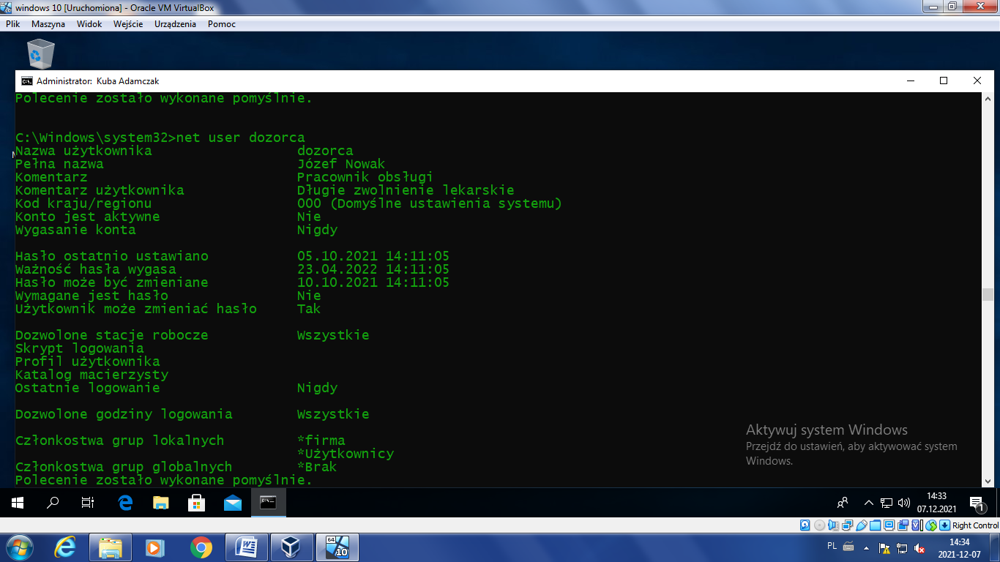 windows 10 [Uruchomiona] - Oracle VM VirtualBox
Plik Maszyna Widok Wejście Urządzenia Pomoc
Administrator: Kuba Adamczak
Polecenie zostało wykonane pomyślnie.
C:\Windows\system32>net user dozorca
Nazwa użytkownika dozorca
Pełna nazwa Józef Nowak
Komentarz Pracownik obsługi
Komentarz użytkownika Długie zwolnienie lekarskie
Kod kraju/regionu 000 (Domyślne ustawienia systemu)
Konto jest aktywne Nie
Wygasanie konta Nigdy
Hasło ostatnio ustawiano 05.10.2021 14:11:05
Ważność hasła wygasa 23.04.2022 14:11:05
Hasło może być zmieniane 10.10.2021 14:11:05
Wymagane jest hasło Nie
Użytkownik może zmieniać hasło Tak
Dozwolone stacje robocze Wszystkie
Skrypt logowania
Profil użytkownika
Katalog macierzysty
Ostatnie logowanie Nigdy
Dozwolone godziny logowania Wszystkie
Członkostwa grup lokalnych *firma
*Użytkownicy
Członkostwa grup globalnych *Brak
Polecenie zostało wykonane pomyślnie.
Aktywuj system Windows
Przejdź do ustawień, aby aktywować system
Windows.
14:33
07.12.2021
1
Right Control
64
10
PL
14:34
2021-12-07